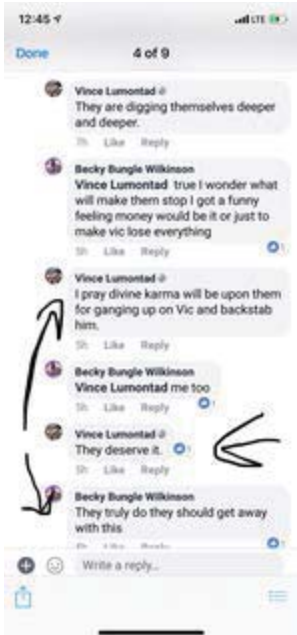 12:45
LTE
Done
4 of 9
Vince Lumontad
They are digging themselves deeper
and deeper.
7h Like Reply
Becky Bungle Wilkinson
Vince Lumontad true I wonder what
will make them stop I got a funny
feeling money would be it or just to
make vic lose everything
5h Like Reply
1
Vince Lumontad
I pray divine karma will be upon them
for ganging up on Vic and backstab
him.
5h Like Reply
Becky Bungle Wilkinson
Vince Lumontad me too
5h Like Reply
1
Vince Lumontad
They deserve it.
1
5h Like Reply
Becky Bungle Wilkinson
They truly do they should get away
with this
1
Write a reply...